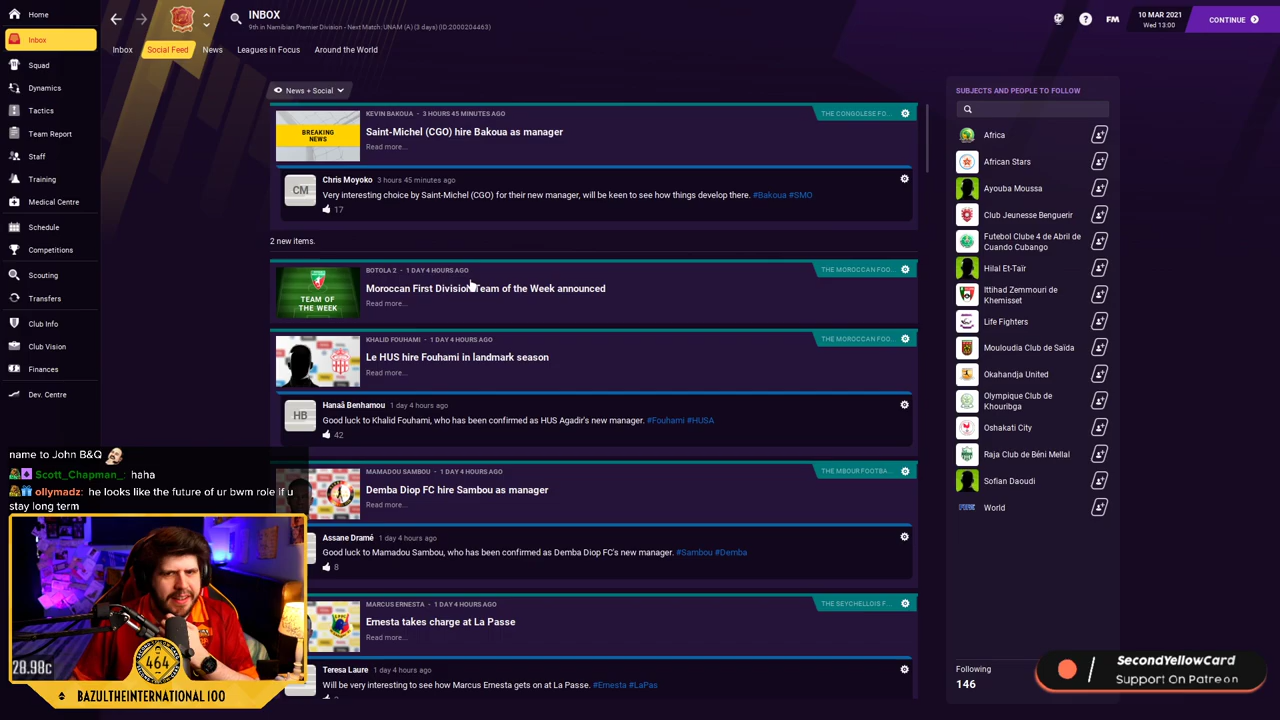 Home
Inbox
Squad
Dynamics
Tactics
Team Report
Staff
Training
Medical Centre
Schedule
Competitions
Scouting
Transfers
Club Info
Club Vision
Finances
Dev. Centre
INBOX
9th in Namibian Premier Division - Next Match: UNAM (A) (3 days) (ID:2000204463)
FM
10 MAR 2021
Wed 13:00
CONTINUE
Inbox
Social Feed
News
Leagues in Focus
Around the World
News + Social
BREAKING
NEWS
KEVIN BAKOUA - 3 HOURS 45 MINUTES AGO
THE CONGOLESE FO...
Saint-Michel (CGO) hire Bakoua as manager
Read more...
CM
Chris Moyoko 3 hours 45 minutes ago
Very interesting choice by Saint-Michel (CGO) for their new manager, will be keen to see how things develop there. #Bakoua #SMO
17
2 new items.
TEAM OF
THE WEEK
BOTOLA 2 - 1 DAY 4 HOURS AGO
THE MOROCCAN FOO...
Moroccan First Division Team of the Week announced
Read more...
KHALID FOUHAMI - 1 DAY 4 HOURS AGO
THE MOROCCAN FOO...
Le HUS hire Fouhami in landmark season
Read more...
HB
Hanaâ Benhamou 1 day 4 hours ago
Good luck to Khalid Fouhami, who has been confirmed as HUS Agadir's new manager. #Fouhami #HUSA
42
MAMADOU SAMBOU - 1 DAY 4 HOURS AGO
THE MBOUR FOOTBA...
Demba Diop FC hire Sambou as manager
Read more...
Assane Dramé 1 day 4 hours ago
Good luck to Mamadou Sambou, who has been confirmed as Demba Diop FC's new manager. #Sambou #Demba
8
MARCUS ERNESTA - 1 DAY 4 HOURS AGO
THE SEYCHELLOIS F...
Ernesta takes charge at La Passe
Read more...
Teresa Laure 1 day 4 hours ago
Will be very interesting to see how Marcus Ernesta gets on at La Passe. #Ernesta #LaPas
SUBJECTS AND PEOPLE TO FOLLOW
Africa
African Stars
Ayouba Moussa
Club Jeunesse Benguerir
Futebol Clube 4 de Abril de
Cuando Cubango
Hilal Et-Taïr
Ittihad Zemmouri de
Khemisset
Life Fighters
Mouloudia Club de Saïda
Okahandja United
Olympique Club de
Khouribga
Oshakati City
Raja Club de Béni Mellal
Sofian Daoudi
World
Following
146
name to John B&Q
Scott_Chapman_: haha
ollymadz: he looks like the future of ur bwm role if u
stay long term
28.98c
464
BAZULTHEINTERNATIONAL 100
SecondYellowCard
Support On Patreon